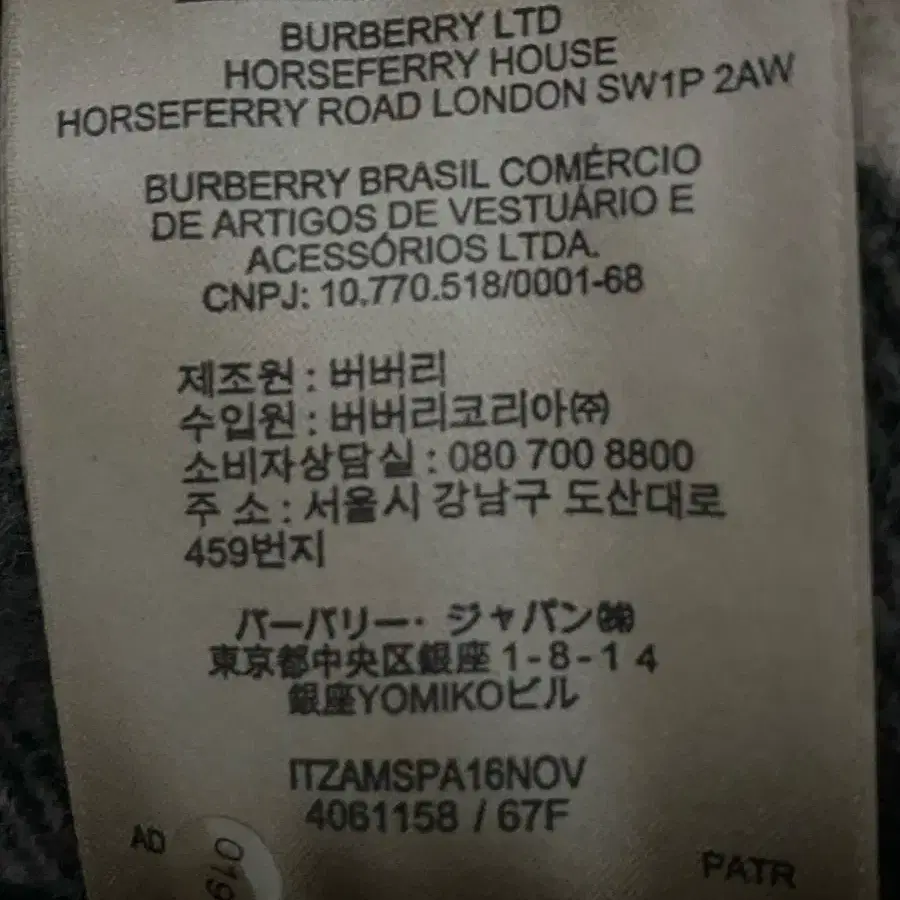 BURBERRY LTD
HORSEFERRY HOUSE
HORSEFERRY ROAD LONDON SW1P 2AW
BURBERRY BRASIL COMÉRCIO
DE ARTIGOS DE VESTUÁRIO E
ACESSÓRIOS LTDA.
CNPJ: 10.770.518/0001-68
제조원 : 버버리
수입원 : 버버리코리아㈜
소비자상담실 : 080 700 8800
주 소 : 서울시 강남구 도산대로
459번지
バーバリー・ジャパン㈱
東京都中央区銀座 1-8-1 4
銀座YOMIKOビル
ITZAMSPA16NOV
4061158 / 67F
AD
PATR